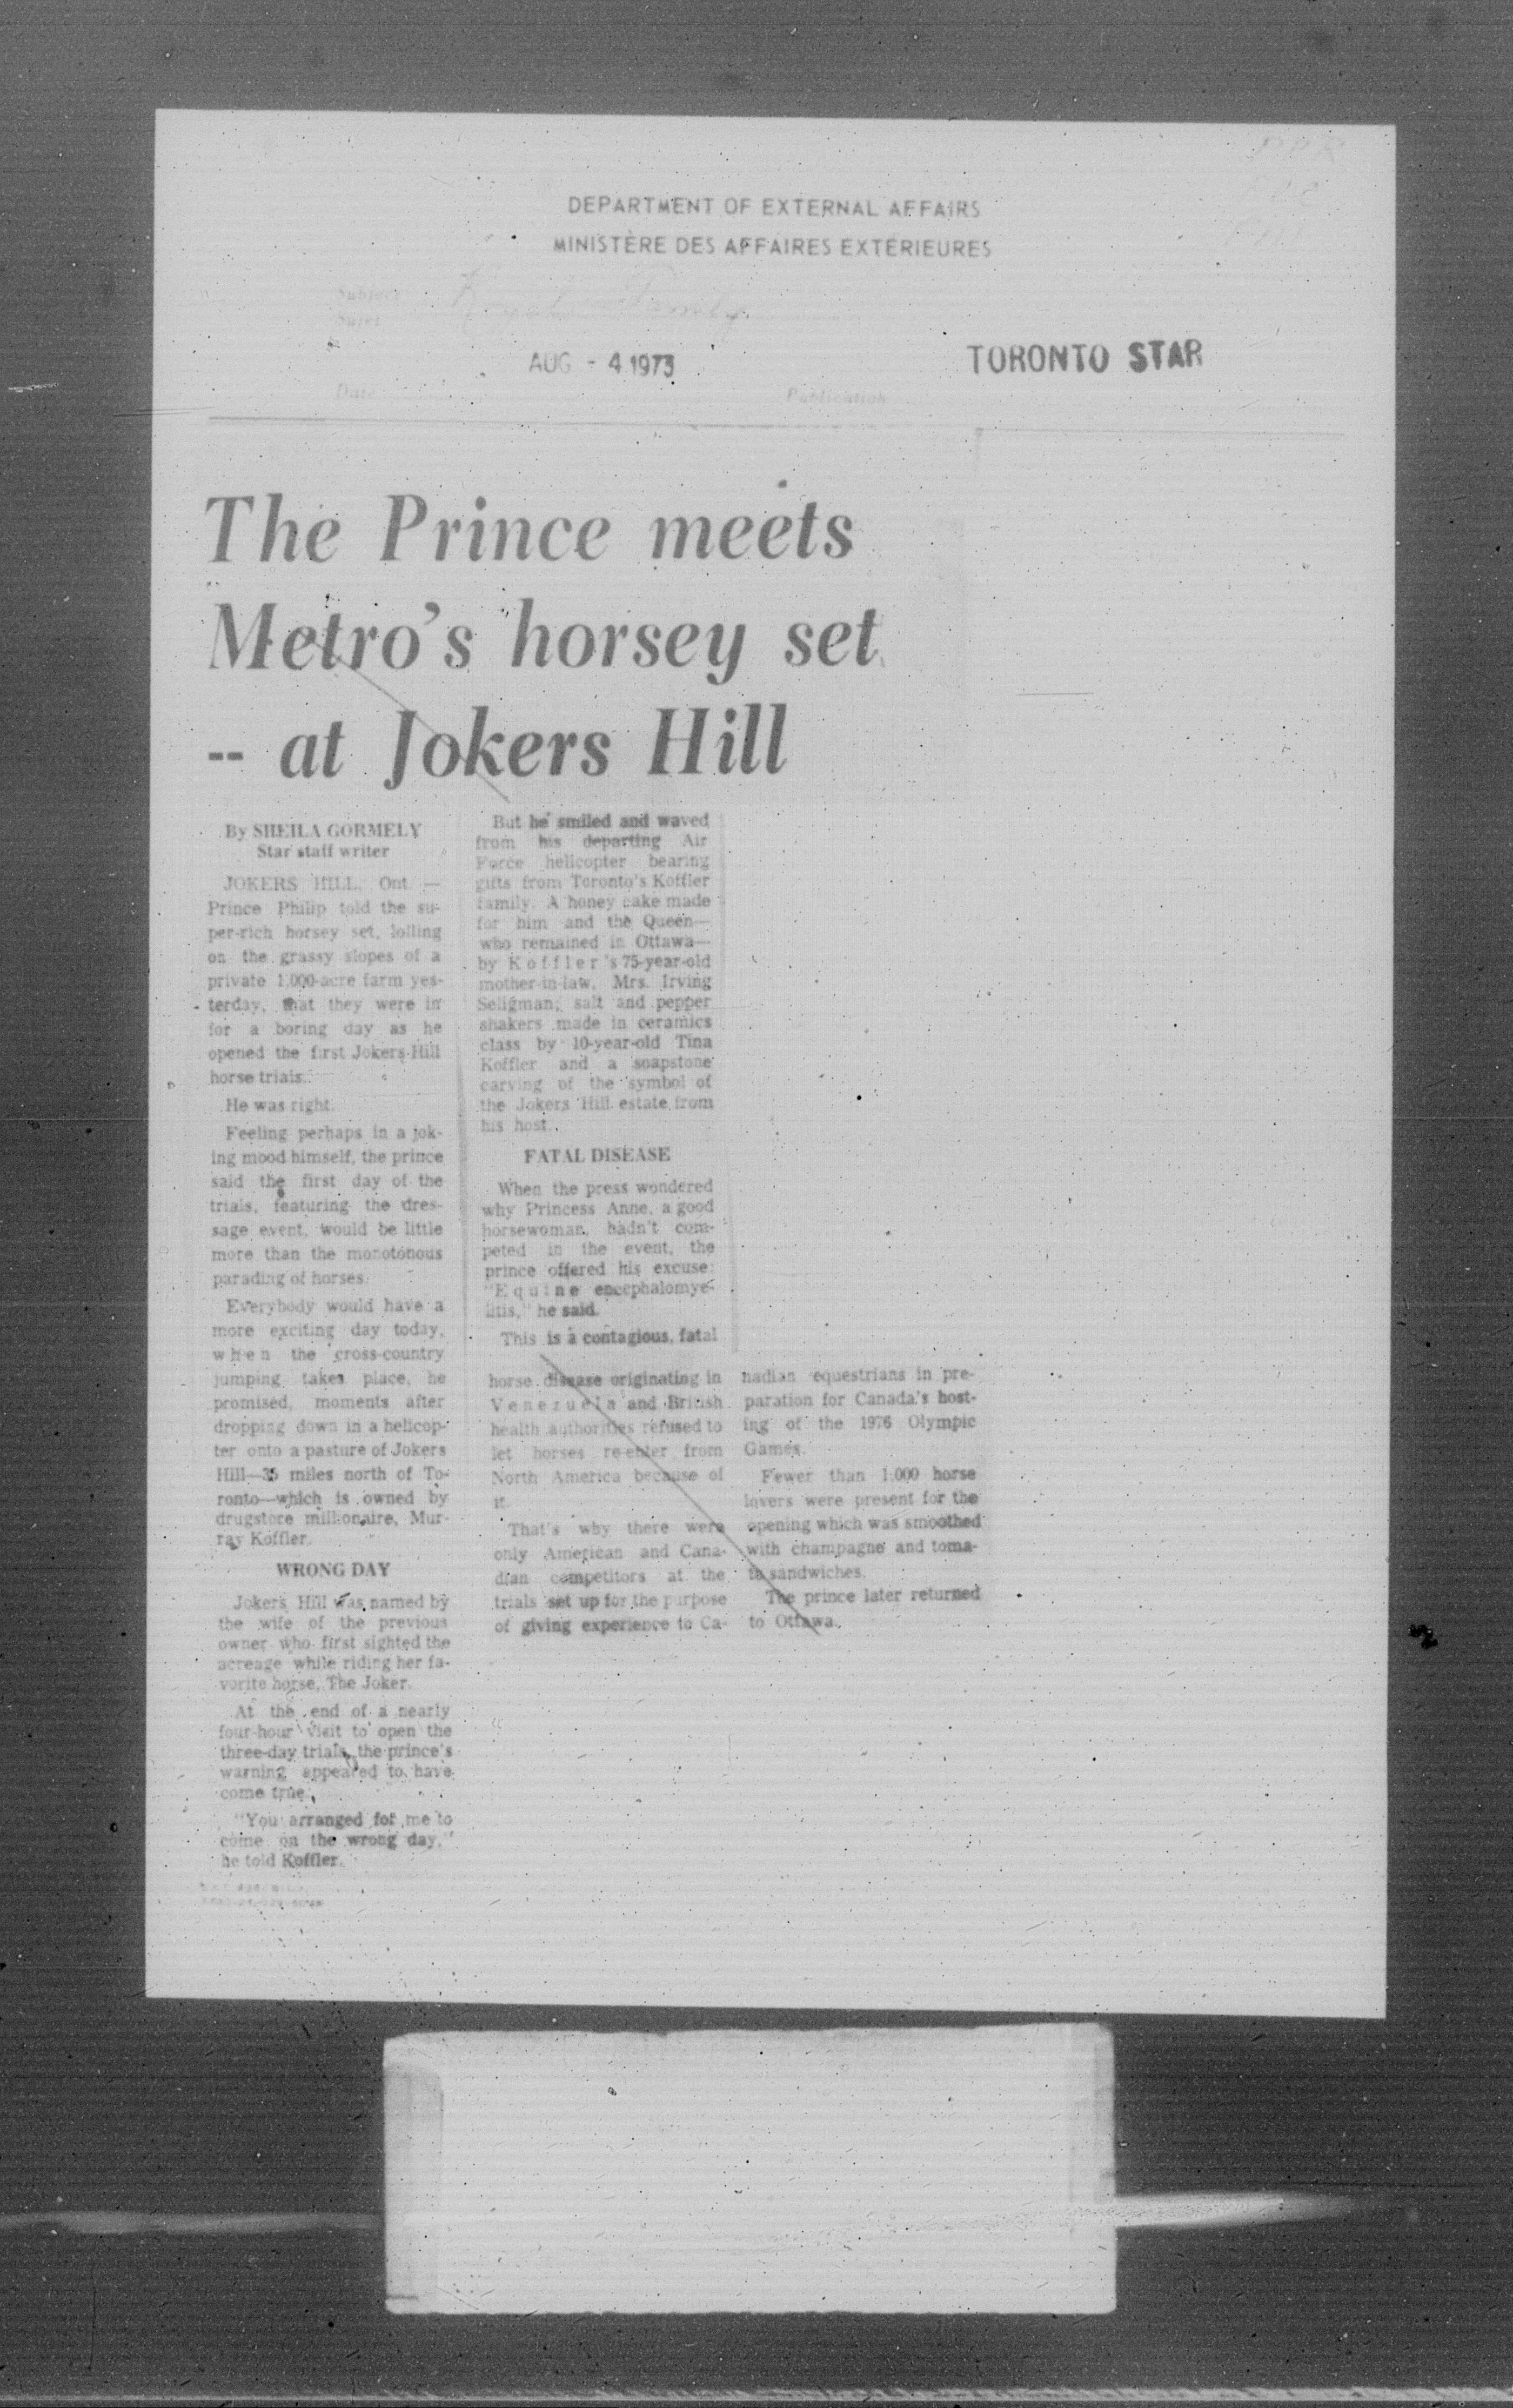 DEPARTMENT OF EXTERNAL AFFAIRS
MINISTÈRE DES AFFAIRES EXTÉRIEURES
Subject
Sujet
Royal Family
AUG - 4 1973
TORONTO STAR
Date
Publication
The Prince meets
Metro's horsey set
-- at Jokers Hill
By SHEILA GORMELY
Star staff writer
JOKERS HILL, Ont. —
Prince Philip told the su-
per-rich horsey set, lolling
on the grassy slopes of a
private 1,000-acre farm yes-
terday, that they were in
for a boring day as he
opened the first Jokers Hill
horse trials.
He was right.
Feeling perhaps in a jok-
ing mood himself, the prince
said the first day of the
trials, featuring the dres-
sage event, would be little
more than the monotonous
parading of horses.
Everybody would have a
more exciting day today,
when the cross-country
jumping takes place, he
promised, moments after
dropping down in a helicop-
ter onto a pasture of Jokers
Hill—35 miles north of To-
ronto—which is owned by
drugstore millionaire, Mur-
ray Koffler.
WRONG DAY
Jokers Hill was named by
the wife of the previous
owner who first sighted the
acreage while riding her fa-
vorite horse, The Joker.
At the end of a nearly
four-hour visit to open the
three-day trials, the prince's
warning appeared to have
come true.
"You arranged for me to
come on the wrong day,"
he told Koffler.
But he smiled and waved
from his departing Air
Force helicopter bearing
gifts from Toronto's Koffler
family. A honey cake made
for him and the Queen—
who remained in Ottawa—
by Koffler's 75-year-old
mother-in-law, Mrs. Irving
Seligman; salt and pepper
shakers made in ceramics
class by 10-year-old Tina
Koffler and a soapstone
carving of the symbol of
the Jokers Hill estate from
his host.
FATAL DISEASE
When the press wondered
why Princess Anne, a good
horsewoman, hadn't com-
peted in the event, the
prince offered his excuse:
"Equine encephalomye-
litis," he said.
This is a contagious, fatal
horse disease originating in
Venezuela and British
health authorities refused to
let horses re-enter from
North America because of
it.
That's why there were
only American and Cana-
dian competitors at the
trials set up for the purpose
of giving experience to Ca-
nadian equestrians in pre-
paration for Canada's host-
ing of the 1976 Olympic
Games.
Fewer than 1,000 horse
lovers were present for the
opening which was smoothed
with champagne and toma-
to sandwiches.
The prince later returned
to Ottawa.